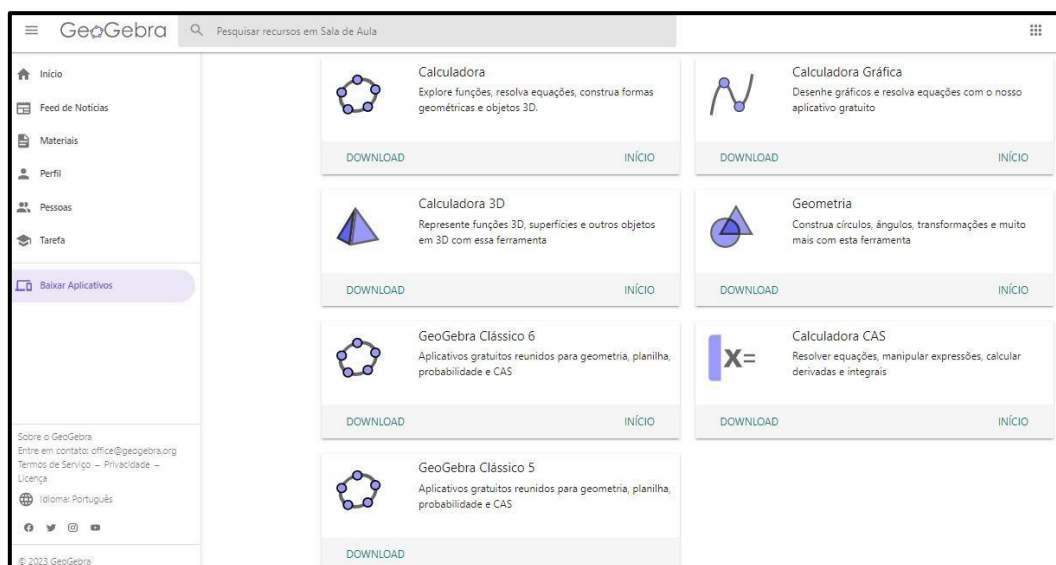 GeoGebra
Pesquisar recursos em Sala de Aula
Início
Feed de Notícias
Materiais
Perfil
Pessoas
Tarefa
Baixar Aplicativos
Sobre o GeoGebra
Entre em contato: office@geogebra.org
Termos de Serviço – Privacidade –
Licença
Idioma: Português
© 2023 GeoGebra
Calculadora
Explore funções, resolva equações, construa formas
geométricas e objetos 3D.
DOWNLOAD INÍCIO
Calculadora Gráfica
Desenhe gráficos e resolva equações com o nosso
aplicativo gratuito
DOWNLOAD INÍCIO
Calculadora 3D
Represente funções 3D, superfícies e outros objetos
em 3D com essa ferramenta
DOWNLOAD INÍCIO
Geometria
Construa círculos, ângulos, transformações e muito
mais com esta ferramenta
DOWNLOAD INÍCIO
GeoGebra Clássico 6
Aplicativos gratuitos reunidos para geometria, planilha,
probabilidade e CAS
DOWNLOAD INÍCIO
X=
Calculadora CAS
Resolver equações, manipular expressões, calcular
derivadas e integrais
DOWNLOAD INÍCIO
GeoGebra Clássico 5
Aplicativos gratuitos reunidos para geometria, planilha,
probabilidade e CAS
DOWNLOAD